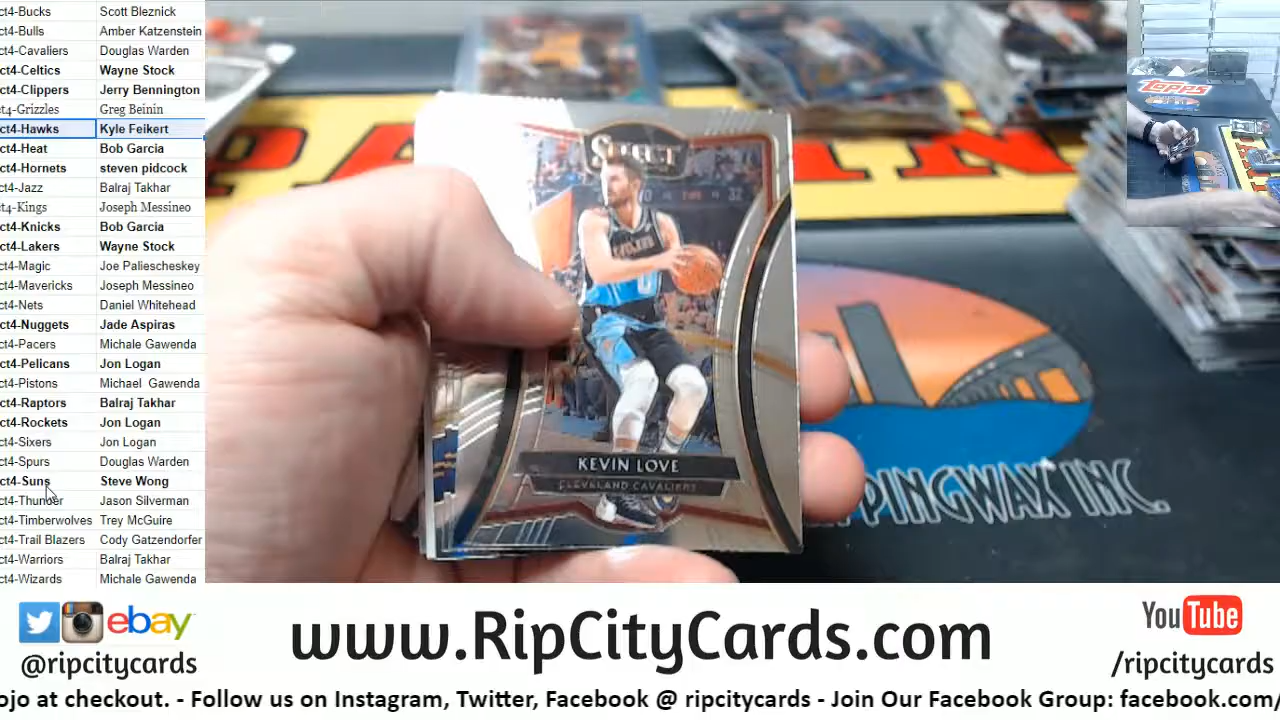 ct4-Bucks Scott Bleznick
ct4-Bulls Amber Katzenstein
ct4-Cavaliers Douglas Warden
ct4-Celtics Wayne Stock
ct4-Clippers Jerry Bennington
ct4-Grizzles Greg Beinin
ct4-Hawks Kyle Feikert
ct4-Heat Bob Garcia
ct4-Hornets steven pidcock
ct4-Jazz Balraj Takhar
ct4-Kings Joseph Messineo
ct4-Knicks Bob Garcia
ct4-Lakers Wayne Stock
ct4-Magic Joe Paliescheskey
ct4-Mavericks Joseph Messineo
ct4-Nets Daniel Whitehead
ct4-Nuggets Jade Aspiras
ct4-Pacers Michale Gawenda
ct4-Pelicans Jon Logan
ct4-Pistons Michael Gawenda
ct4-Raptors Balraj Takhar
ct4-Rockets Jon Logan
ct4-Sixers Jon Logan
ct4-Spurs Douglas Warden
ct4-Suns Steve Wong
ct4-Thunder Jason Silverman
ct4-Timberwolves Trey McGuire
ct4-Trail Blazers Cody Gatzendorfer
ct4-Warriors Balraj Takhar
ct4-Wizards Michale Gawenda
SELECT
KEVIN LOVE
CLEVELAND CAVALIERS
topps
PPINGWAX INC.
ebay
@ripcitycards
www.RipCityCards.com
YouTube
/ripcitycards
ojo at checkout. - Follow us on Instagram, Twitter, Facebook @ ripcitycards - Join Our Facebook Group: facebook.com/